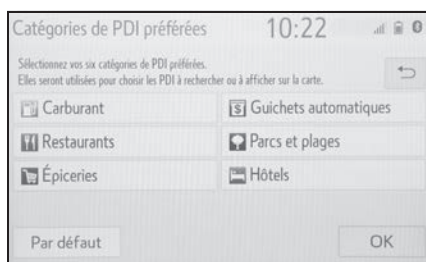 Catégories de PDI préférées 10:22
Sélectionnez vos six catégories de PDI préférées.
Elles seront utilisées pour choisir les PDI à rechercher ou à afficher sur la carte.
Carburant
Guichets automatiques
Restaurants
Parcs et plages
Épiceries
Hôtels
Par défaut
OK